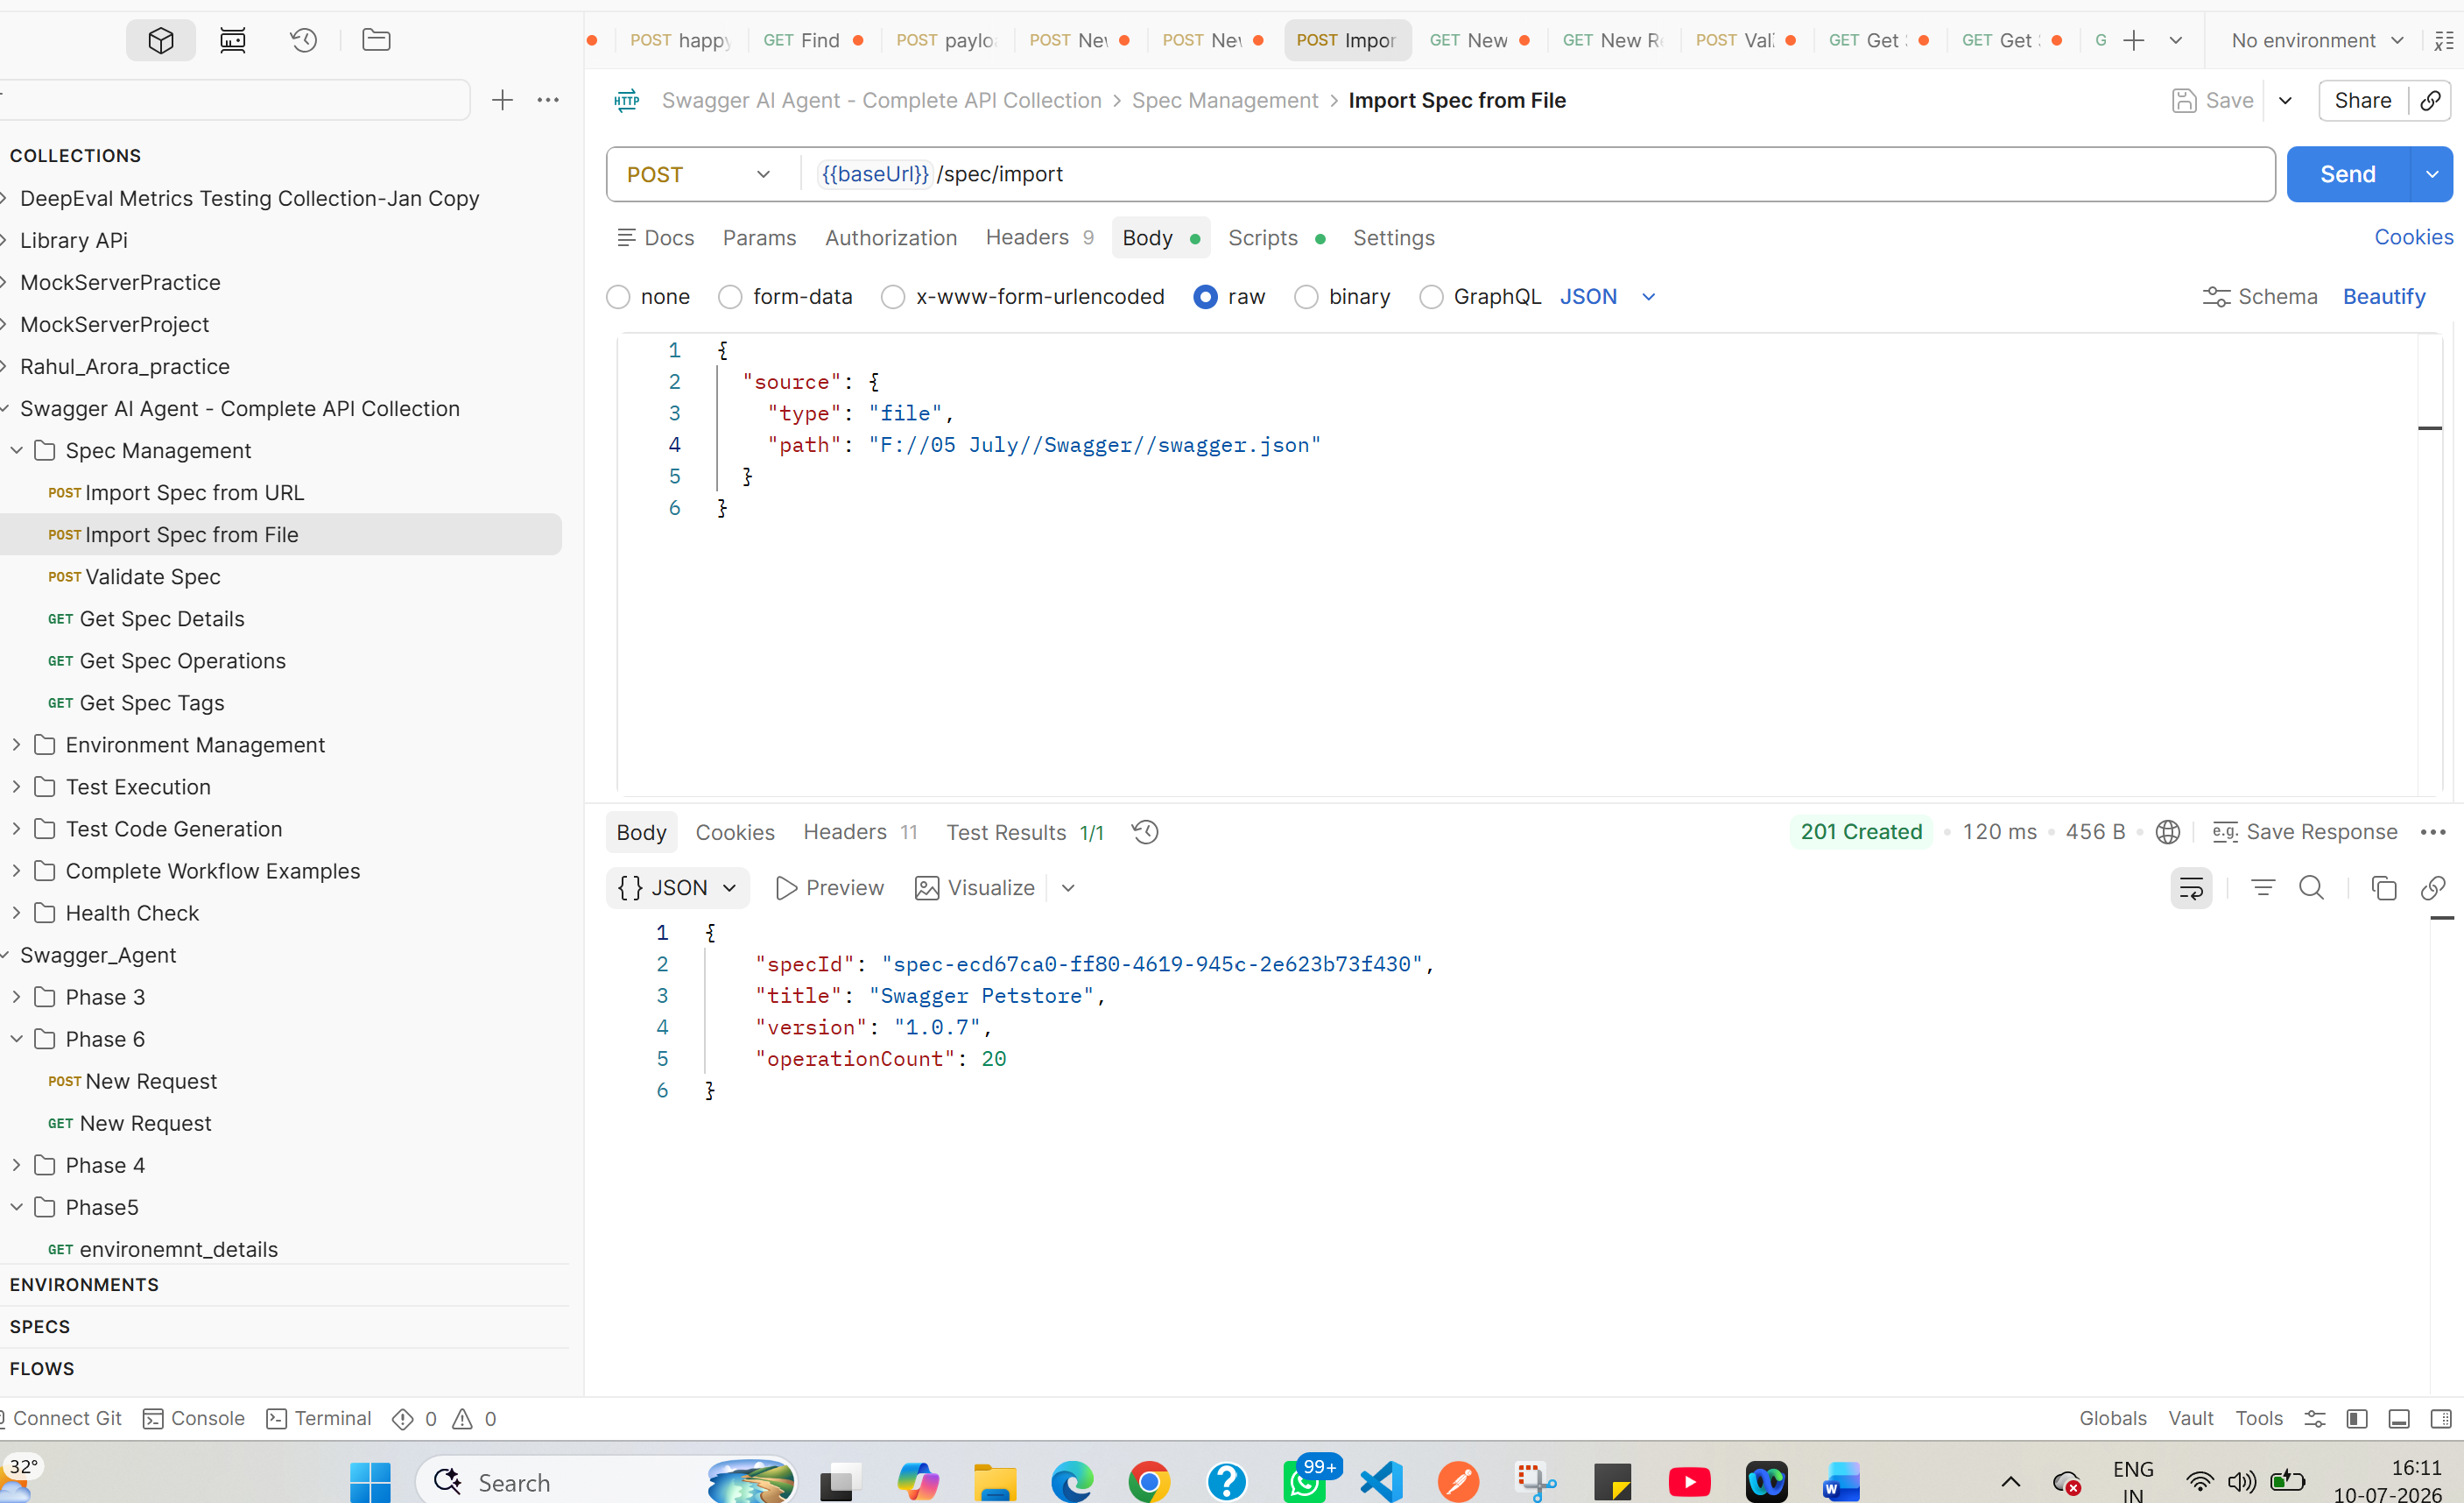 POST happy
GET Find
POST paylo
POST Nev
POST Nev
POST Impor
GET New
GET New R
POST Vali
GET Get
GET Get
G
No environment
Swagger AI Agent - Complete API Collection > Spec Management > Import Spec from File
Save
Share
COLLECTIONS
DeepEval Metrics Testing Collection-Jan Copy
Library APi
MockServerPractice
MockServerProject
Rahul_Arora_practice
Swagger AI Agent - Complete API Collection
Spec Management
POST Import Spec from URL
POST Import Spec from File
POST Validate Spec
GET Get Spec Details
GET Get Spec Operations
GET Get Spec Tags
Environment Management
Test Execution
Test Code Generation
Complete Workflow Examples
Health Check
Swagger_Agent
Phase 3
Phase 6
POST New Request
GET New Request
Phase 4
Phase5
GET environemnt_details
ENVIRONMENTS
SPECS
FLOWS
HTTP
POST
{{baseUrl}}/spec/import
Send
Docs Params Authorization Headers 9 Body Scripts Settings
Cookies
none form-data x-www-form-urlencoded raw binary GraphQL JSON
Schema Beautify
1 {
2 "source": {
3 "type": "file",
4 "path": "F://05 July//Swagger//swagger.json"
5 }
6 }
Body Cookies Headers 11 Test Results 1/1
201 Created • 120 ms • 456 B
e.g. Save Response
{} JSON Preview Visualize
1 {
2 "specId": "spec-ecd67ca0-ff80-4619-945c-2e623b73f430",
3 "title": "Swagger Petstore",
4 "version": "1.0.7",
5 "operationCount": 20
6 }
Connect Git Console Terminal 0 0
Globals Vault Tools
32°
Search
99+
ENG
IN
16:11
10-07-2026